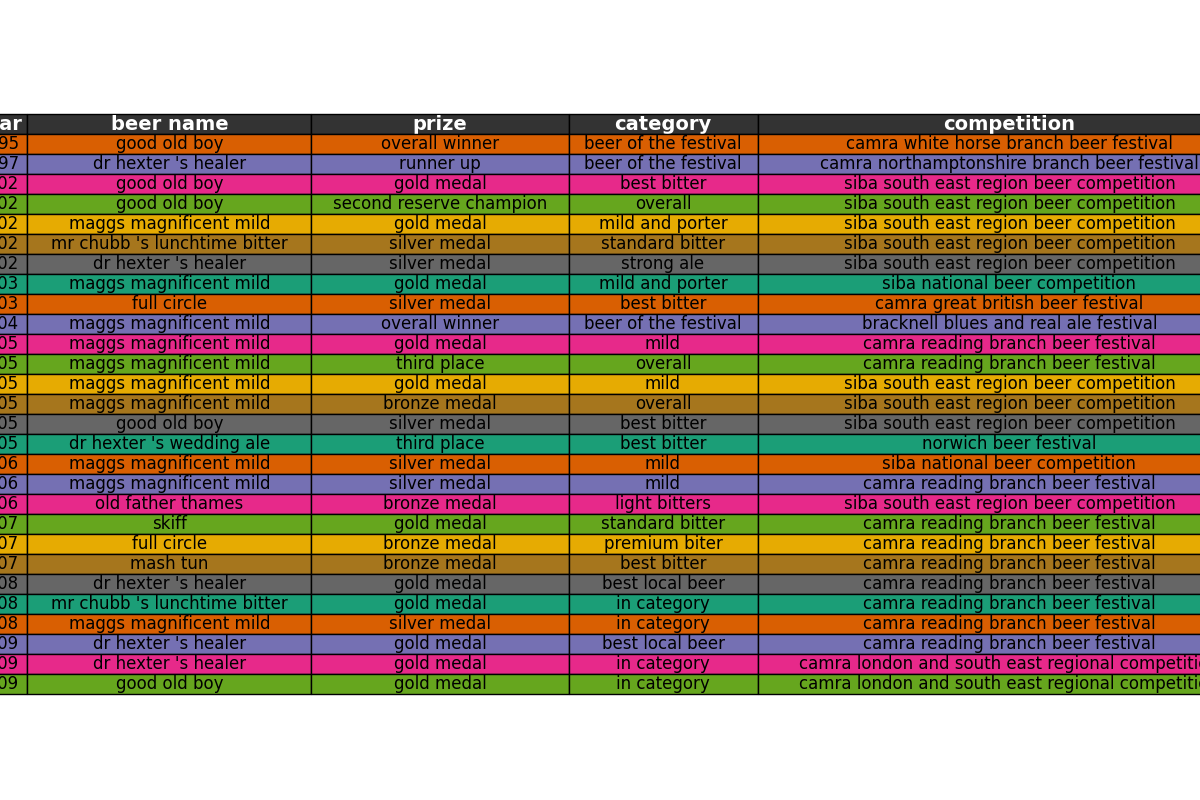 ar beer name prize category competition
95 good old boy overall winner beer of the festival camra white horse branch beer festival
97 dr hexter 's healer runner up beer of the festival camra northamptonshire branch beer festival
02 good old boy gold medal best bitter siba south east region beer competition
02 good old boy second reserve champion overall siba south east region beer competition
02 maggs magnificent mild gold medal mild and porter siba south east region beer competition
02 mr chubb 's lunchtime bitter silver medal standard bitter siba south east region beer competition
02 dr hexter 's healer silver medal strong ale siba south east region beer competition
03 maggs magnificent mild gold medal mild and porter siba national beer competition
03 full circle silver medal best bitter camra great british beer festival
04 maggs magnificent mild overall winner beer of the festival bracknell blues and real ale festival
05 maggs magnificent mild gold medal mild camra reading branch beer festival
05 maggs magnificent mild third place overall camra reading branch beer festival
05 maggs magnificent mild gold medal mild siba south east region beer competition
05 maggs magnificent mild bronze medal overall siba south east region beer competition
05 good old boy silver medal best bitter siba south east region beer competition
05 dr hexter 's wedding ale third place best bitter norwich beer festival
06 maggs magnificent mild silver medal mild siba national beer competition
06 maggs magnificent mild silver medal mild camra reading branch beer festival
06 old father thames bronze medal light bitters siba south east region beer competition
07 skiff gold medal standard bitter camra reading branch beer festival
07 full circle bronze medal premium biter camra reading branch beer festival
07 mash tun bronze medal best bitter camra reading branch beer festival
08 dr hexter 's healer gold medal best local beer camra reading branch beer festival
08 mr chubb 's lunchtime bitter gold medal in category camra reading branch beer festival
08 maggs magnificent mild silver medal in category camra reading branch beer festival
09 dr hexter 's healer gold medal best local beer camra reading branch beer festival
09 dr hexter 's healer gold medal in category camra london and south east regional competiti
09 good old boy gold medal in category camra london and south east regional competiti